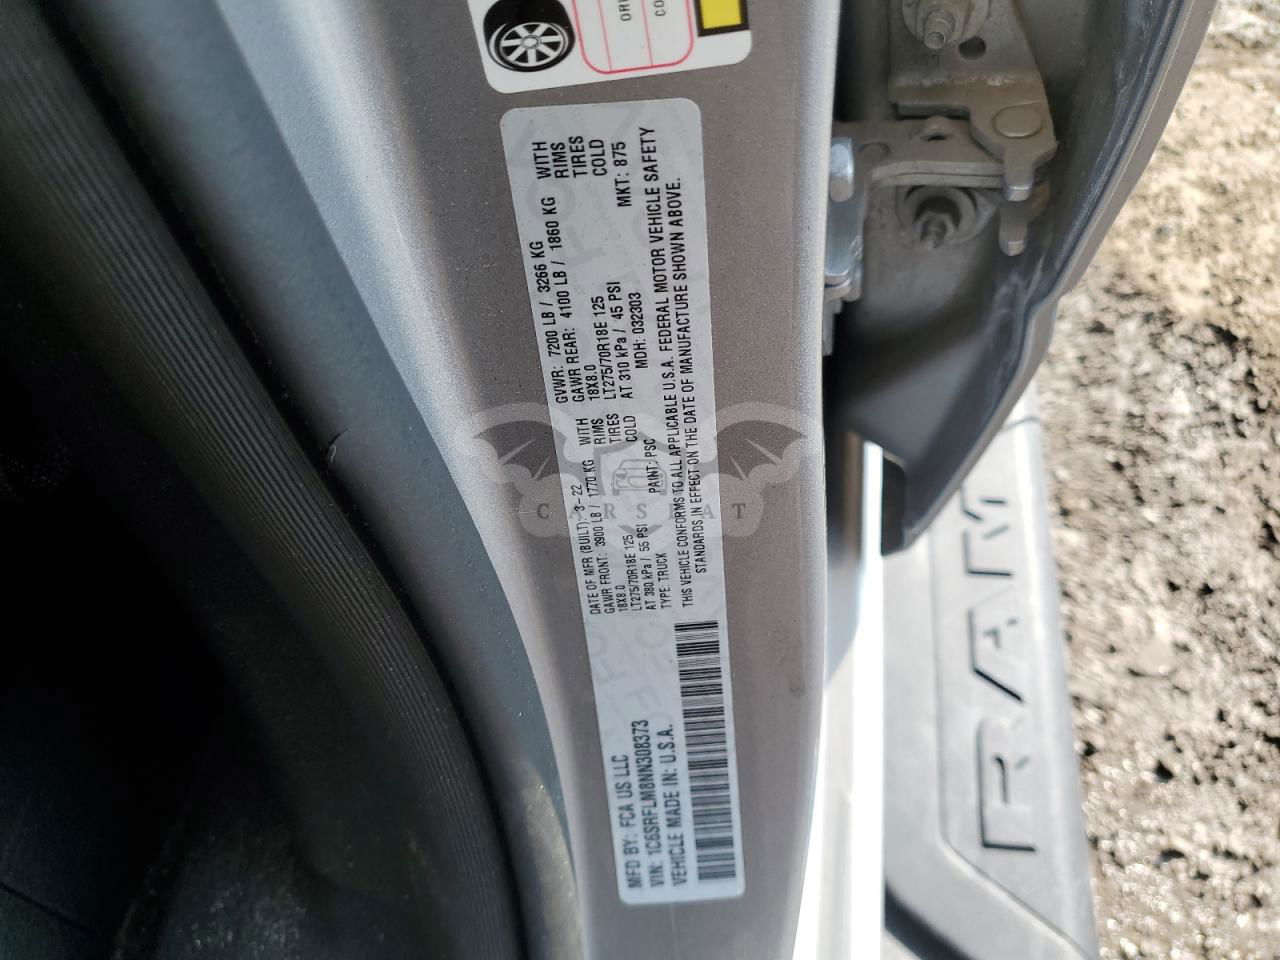 MFD BY: FCA US LLC
DATE OF MFR (BUILT): 3-22 GVWR: 7200 LB / 3266 KG
GAWR FRONT: 3900 LB / 1770 KG WITH GAWR REAR: 4100 LB / 1860 KG WITH
18X8.0 RIMS 18X8.0 RIMS
LT275/70R18E 125 TIRES LT275/70R18E 125 TIRES
AT 380 kPa / 55 PSI COLD AT 310 kPa / 45 PSI COLD
VIN: 1C6SRFLM8NN308373 TYPE: TRUCK PAINT: PSC MDH: 032303 MKT: 875
VEHICLE MADE IN: U.S.A. THIS VEHICLE CONFORMS TO ALL APPLICABLE U.S.A. FEDERAL MOTOR VEHICLE SAFETY
STANDARDS IN EFFECT ON THE DATE OF MANUFACTURE SHOWN ABOVE.
RAM